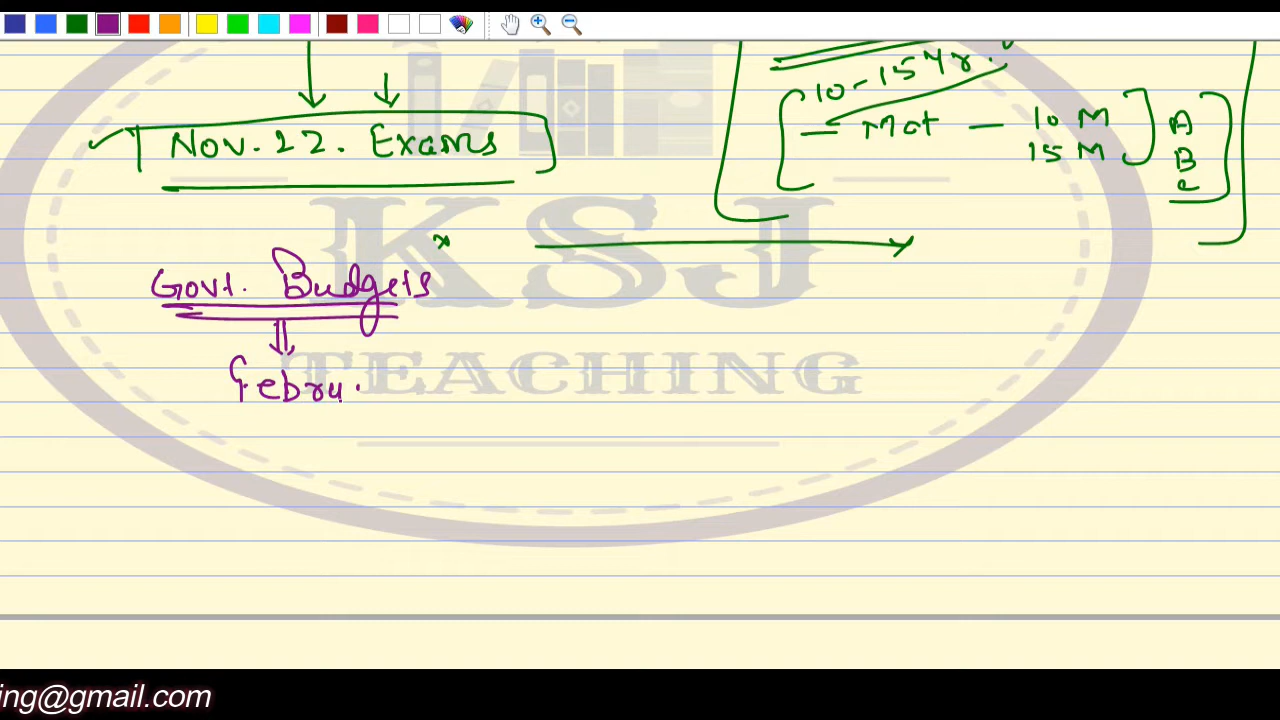 10-15 Yr.
Mat — 10 M A
15 M B
C
Nov. 22. Exams
KSJ
Govt. Budgets
TEACHING
Febru.
ing@gmail.com